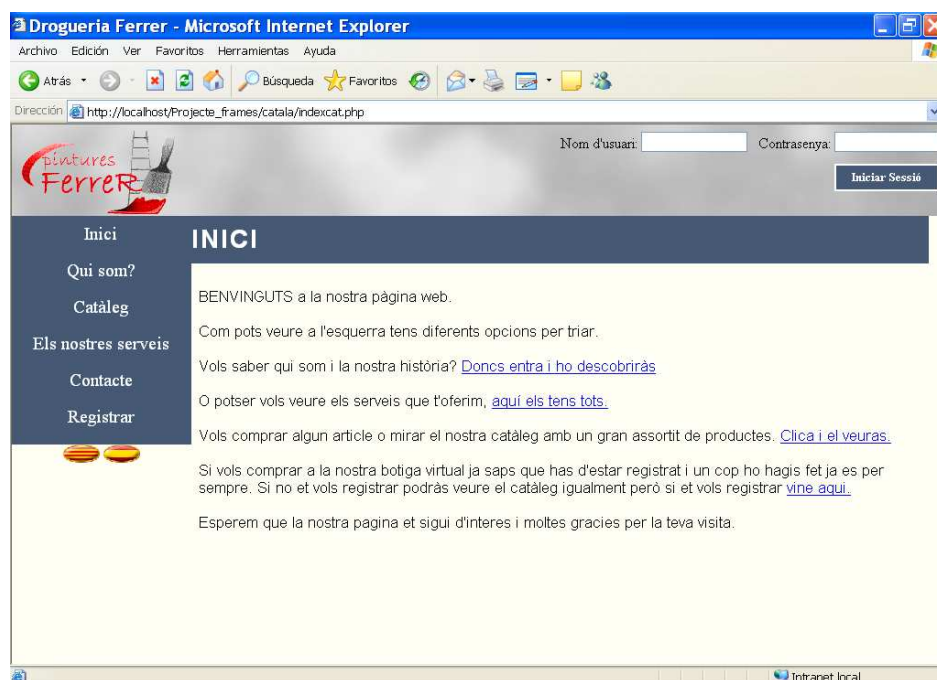 Drogueria Ferrer - Microsoft Internet Explorer
Archivo Edición Ver Favoritos Herramientas Ayuda
Atrás Búsqueda Favoritos
Dirección http://localhost/Projecte_frames/catala/indexcat.php
pintures
Ferrer
Nom d'usuari: Contrasenya:
Iniciar Sessió
Inici
Qui som?
Catàleg
Els nostres serveis
Contacte
Registrar
INICI
BENVINGUTS a la nostra pàgina web.
Com pots veure a l'esquerra tens diferents opcions per triar.
Vols saber qui som i la nostra història? Doncs entra i ho descobriràs
O potser vols veure els serveis que t'oferim, aquí els tens tots.
Vols comprar algun article o mirar el nostra catàleg amb un gran assortit de productes. Clica i el veuras.
Si vols comprar a la nostra botiga virtual ja saps que has d'estar registrat i un cop ho hagis fet ja es per
sempre. Si no et vols registrar podràs veure el catàleg igualment però si et vols registrar vine aqui.
Esperem que la nostra pagina et sigui d'interes i moltes gracies per la teva visita.
Intranet local